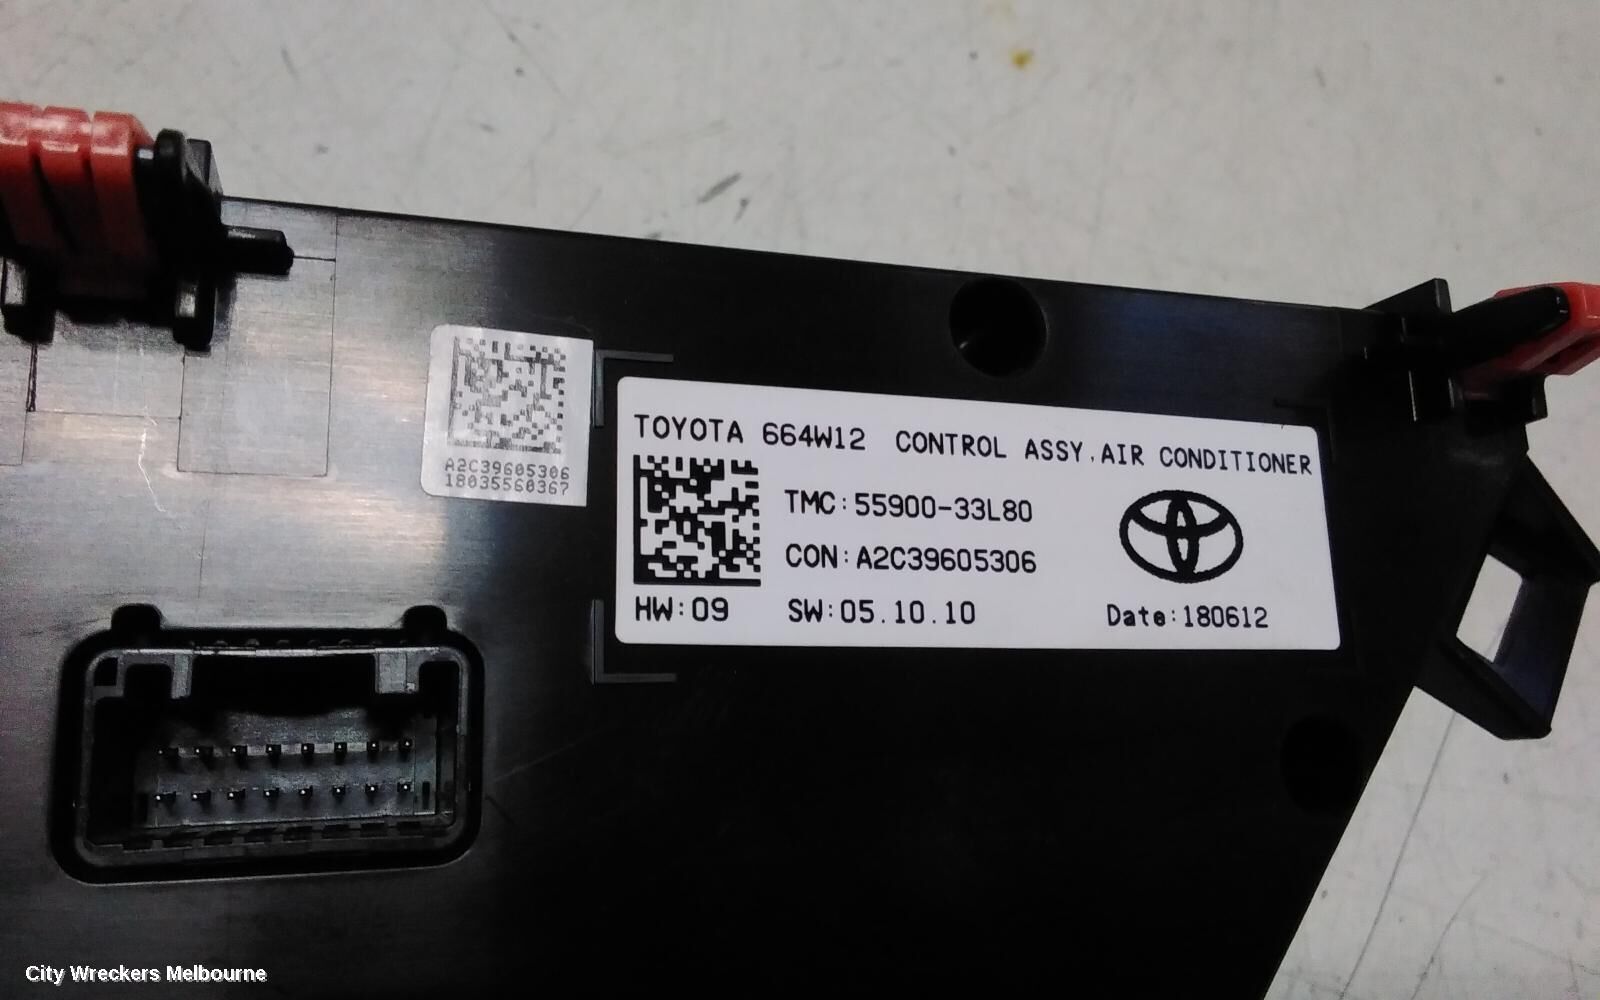 A2C39605306
18035560367
TOYOTA 664W12 CONTROL ASSY.AIR CONDITIONER
TMC:55900-33L80
CON:A2C39605306
HW:09 SW:05.10.10 Date:180612
City Wreckers Melbourne